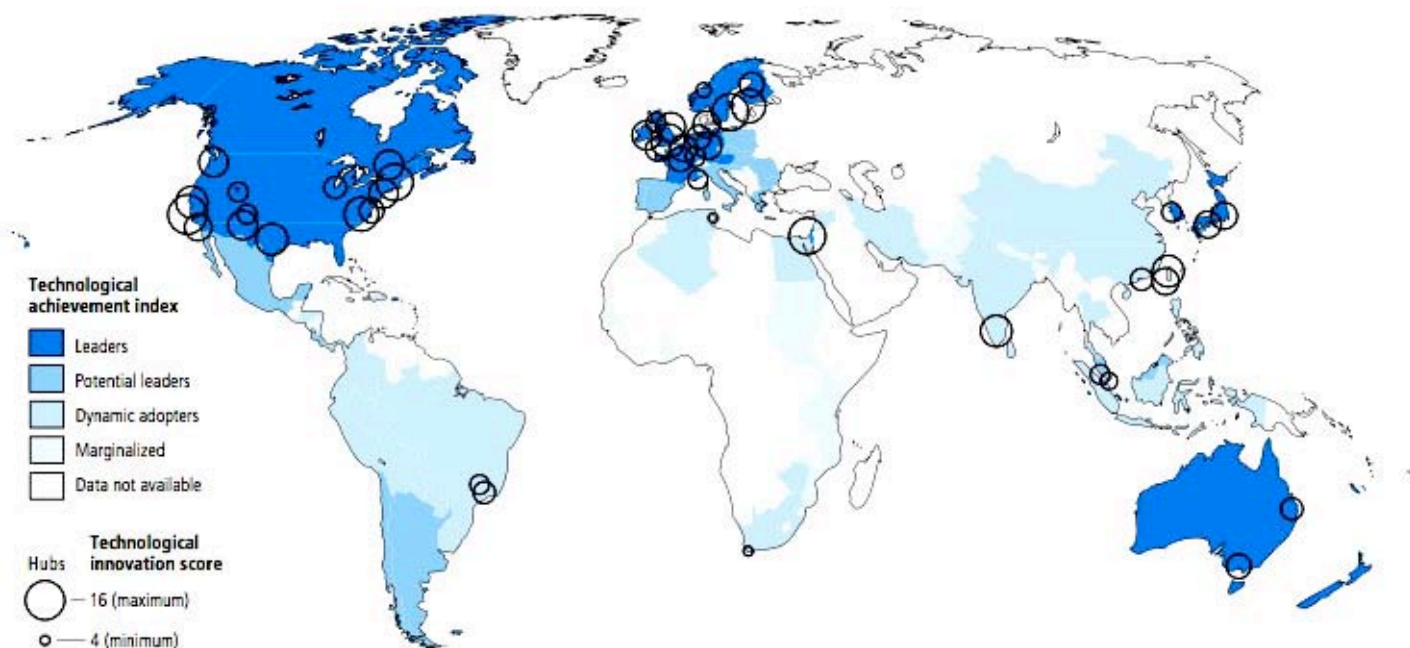 Technological
achievement index
Leaders
Potential leaders
Dynamic adopters
Marginalized
Data not available
Technological
Hubs innovation score
16 (maximum)
4 (minimum)